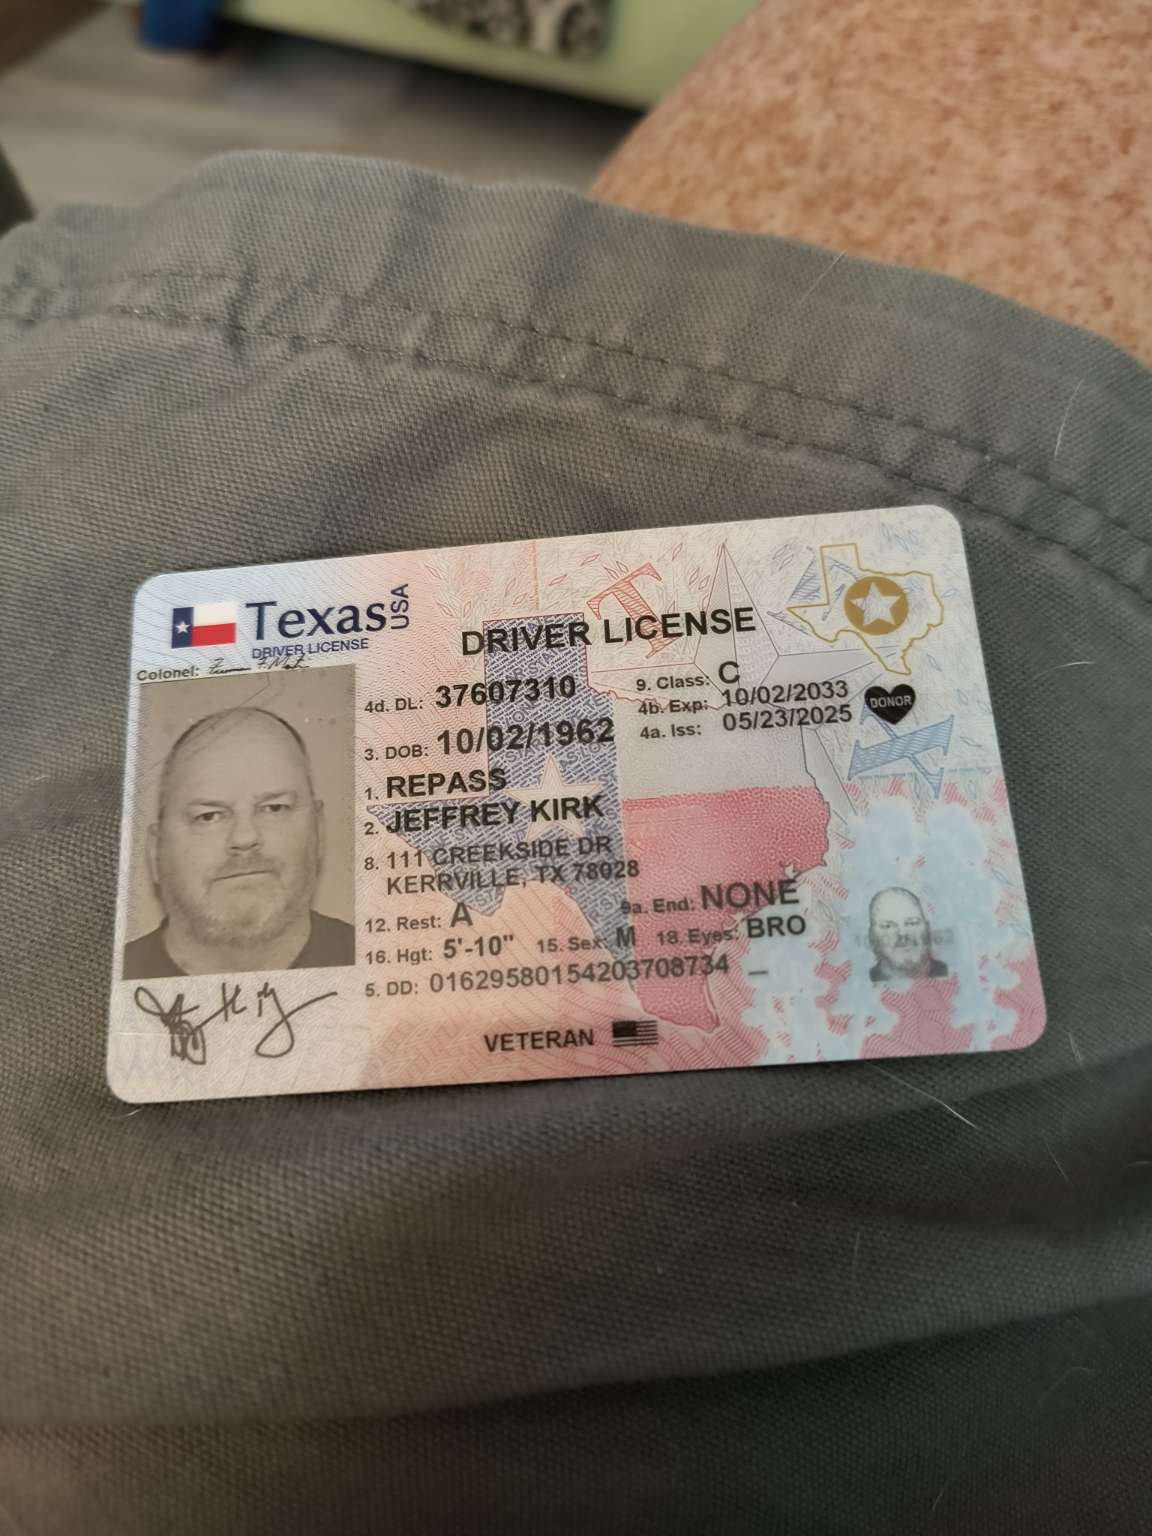 Texas USA
DRIVER LICENSE
DRIVER LICENSE
Colonel:
4d. DL: 37607310
9. Class: C
4b. Exp: 10/02/2033
4a. Iss: 05/23/2025
DONOR
3. DOB: 10/02/1962
1. REPASS
2. JEFFREY KIRK
8. 111 CREEKSIDE DR
KERRVILLE, TX 78028
12. Rest: A
9a. End: NONE
16. Hgt: 5'-10" 15. Sex: M 18. Eyes: BRO
5. DD: 01629580154203708734
VETERAN